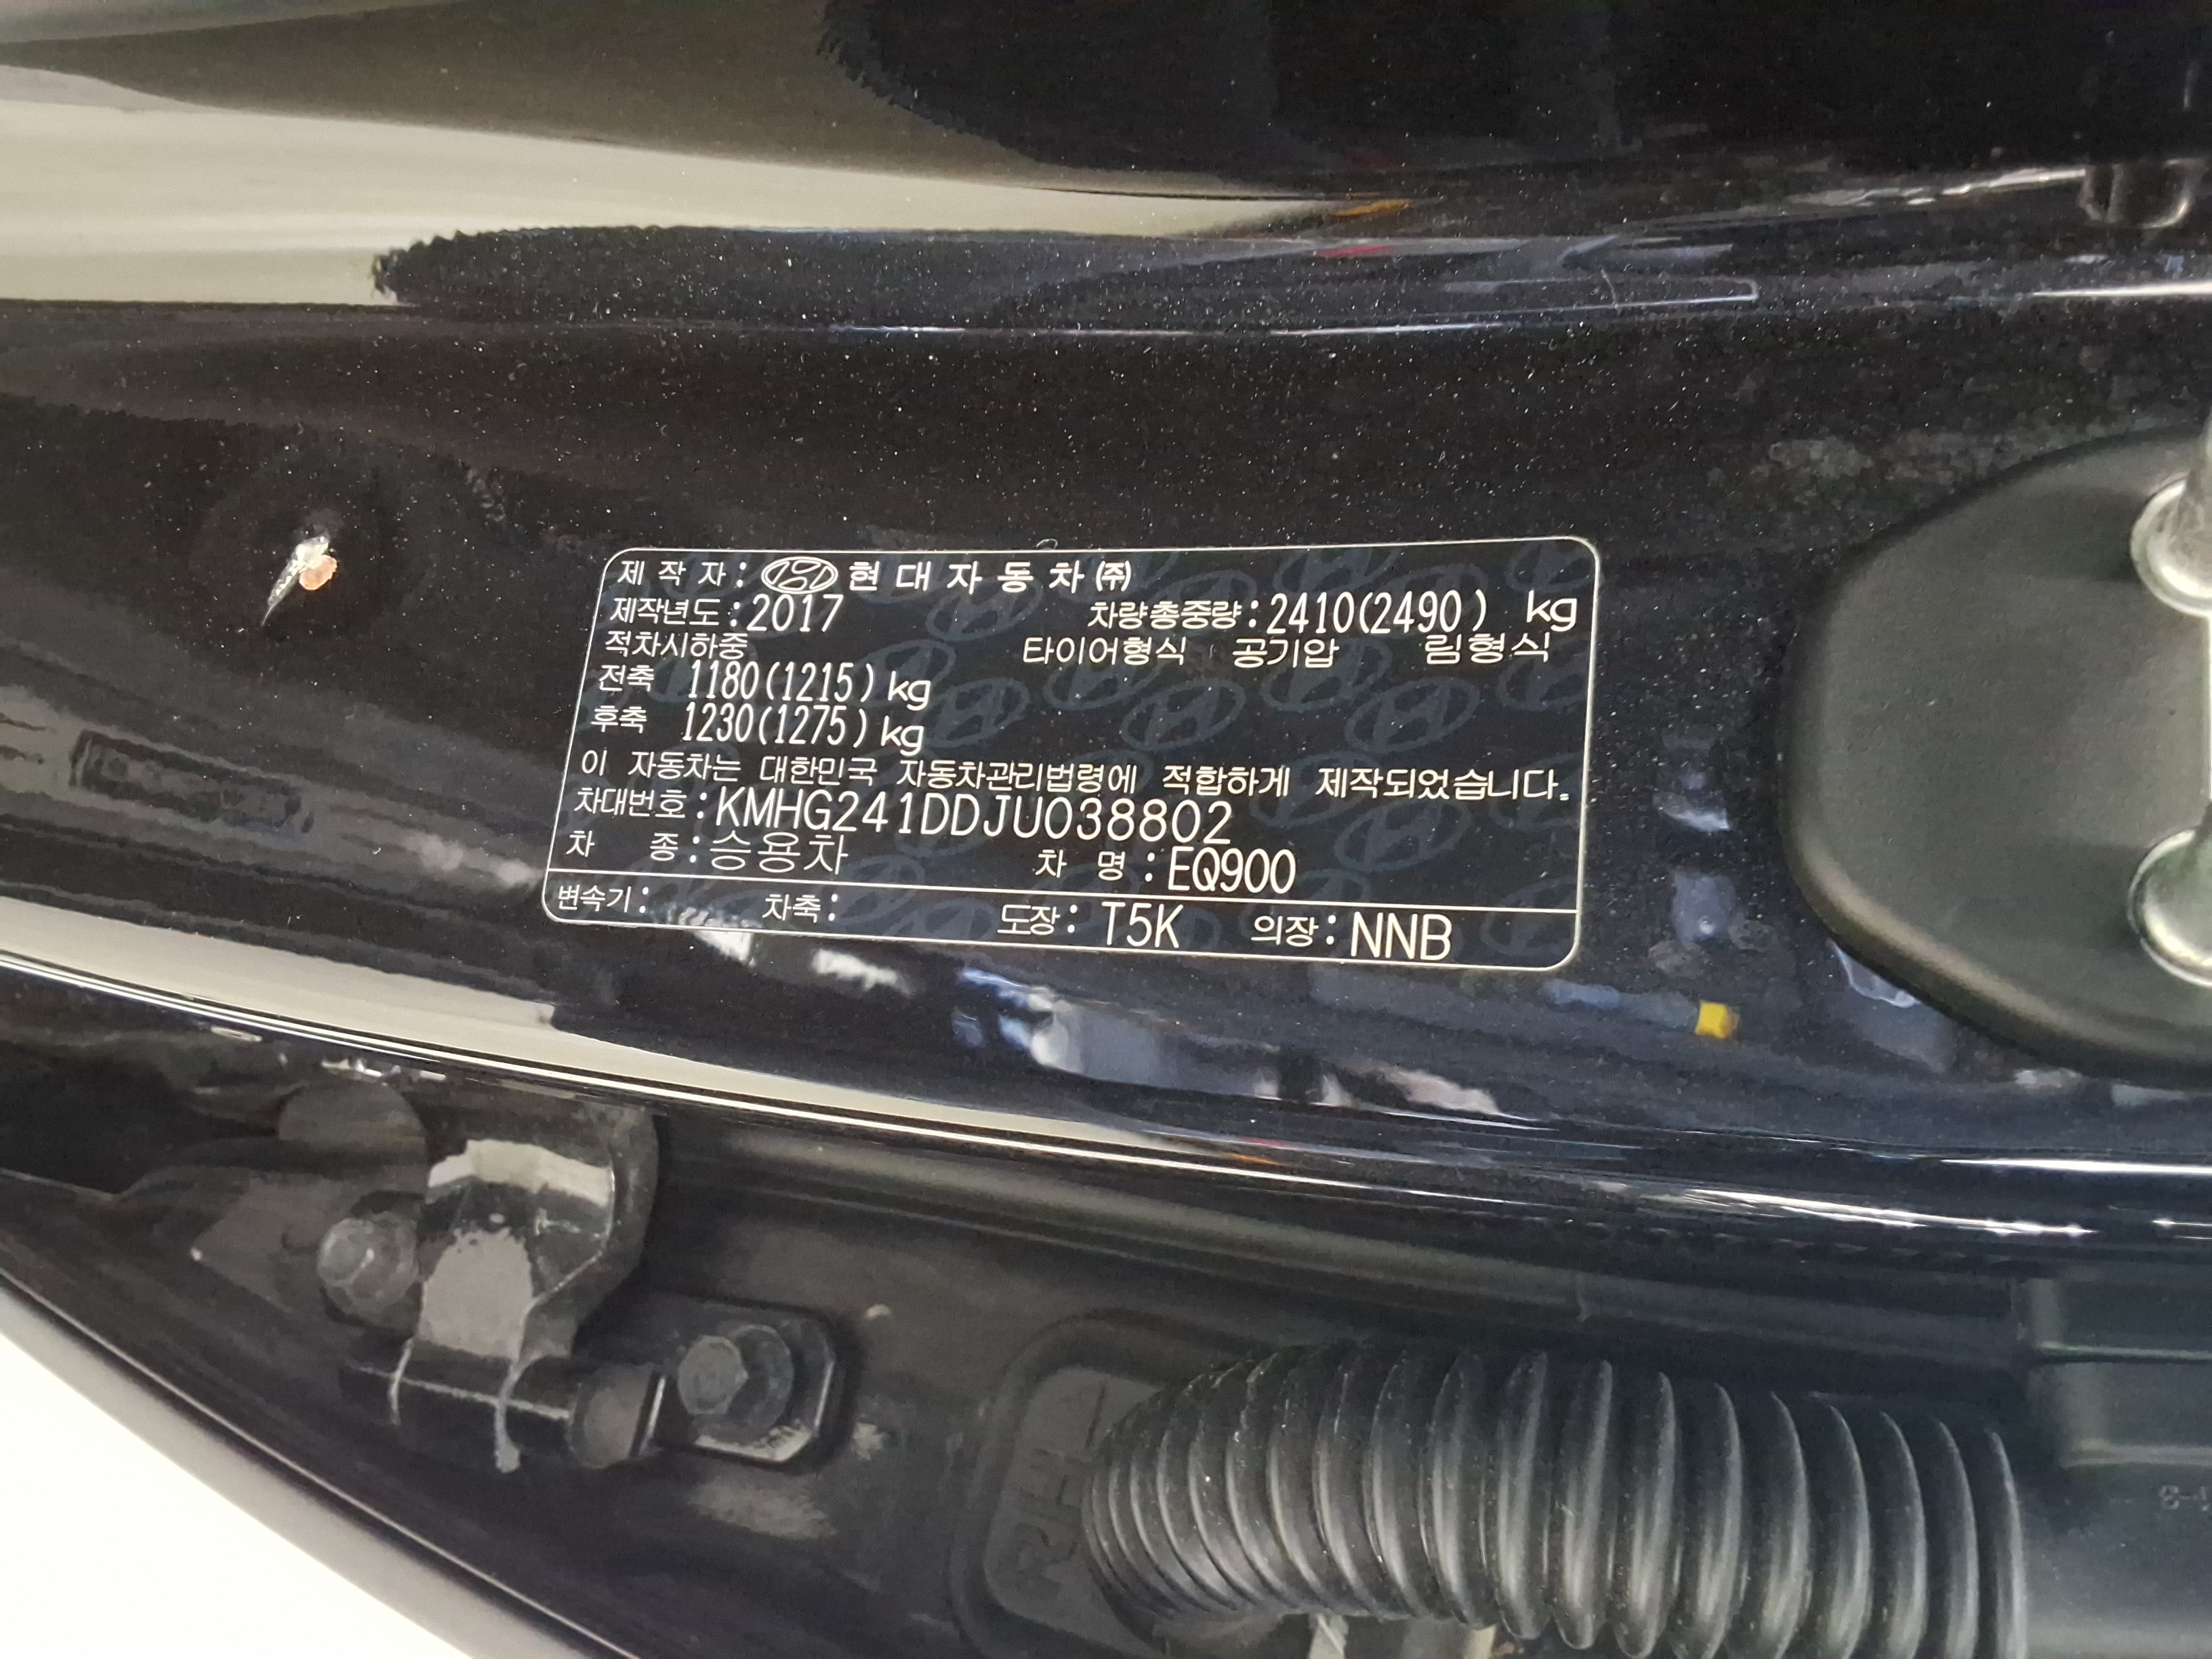 제 작 자 : 현 대 자 동 차 ㈜
제작년도 : 2017 차량총중량 : 2410(2490) kg
적차시하중 타이어형식 공기압 림형식
전축 1180(1215) kg
후축 1230(1275) kg
이 자동차는 대한민국 자동차관리법령에 적합하게 제작되었습니다.
차대번호 : KMHG241DDJU038802
차 종 : 승용차 차 명 : EQ900
변속기 : 차축 : 도장 : T5K 의장 : NNB
RH